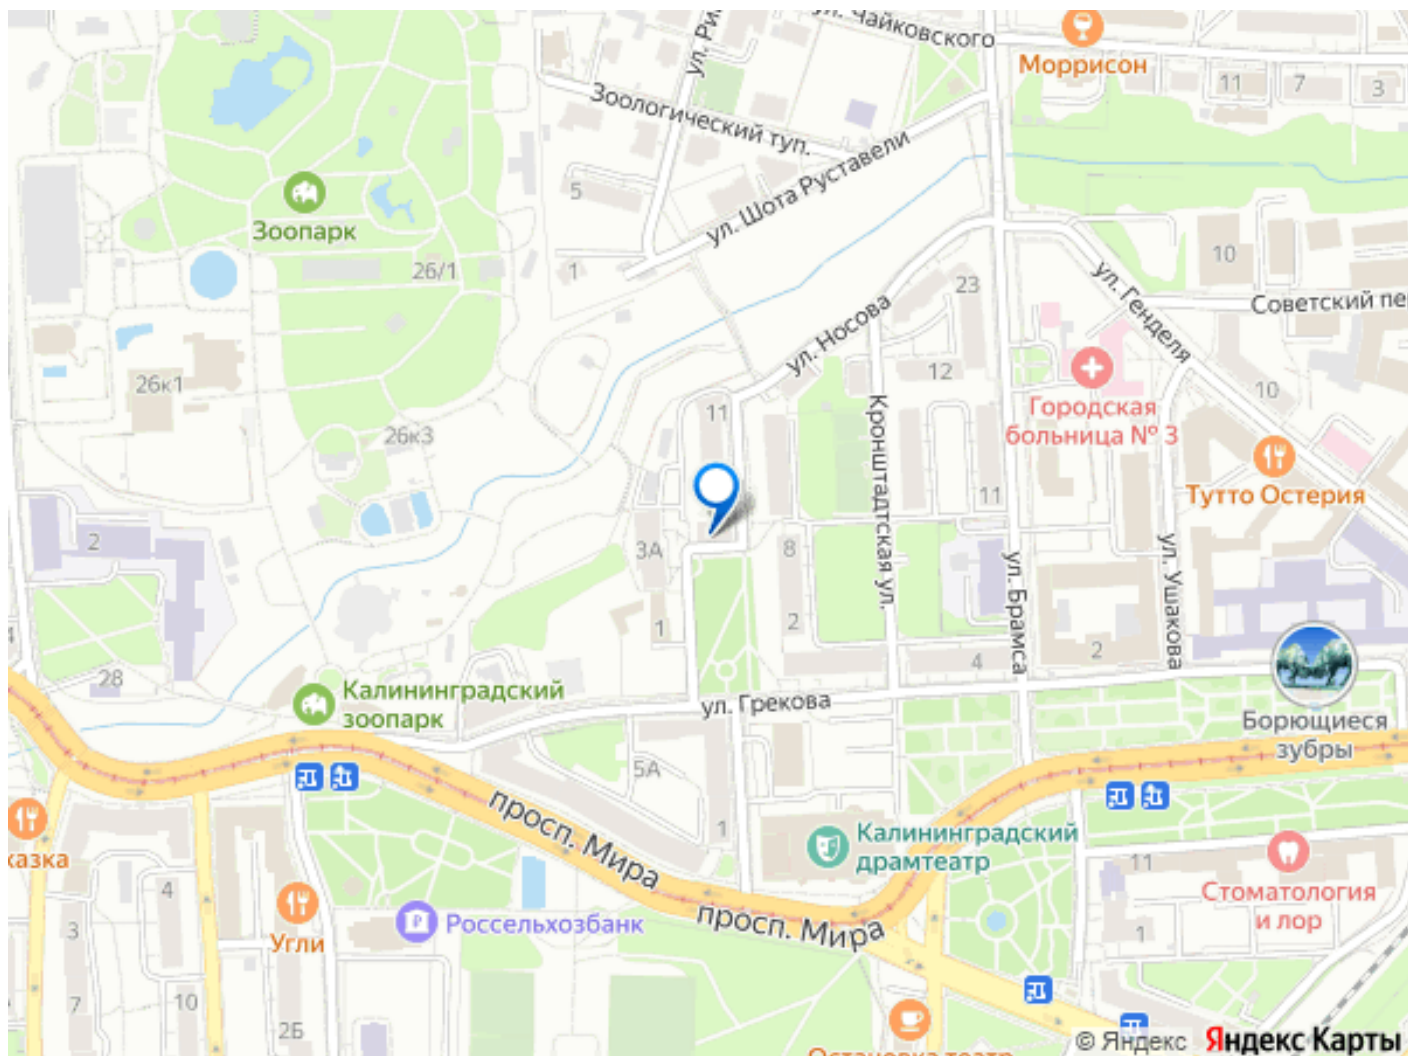 ул. Чайковского
Моррисон
11
7
3
Зоологический туп.
ул. Шота Руставели
5
Зоопарк
26/1
1
10
23
ул. Генделя
Советский пе
ул. Носова
26к1
12
10
Городская
больница № 3
11
Кронштадтская ул.
26к3
Тутто Остерия
11
2
3А
8
ул. Брамса
ул. Ушакова
1
2
2
4
28
Калининградский
зоопарк
ул. Грекова
Борющиеся
зубры
5А
просп. Мира
1
Калининградский
драмтеатр
казка
4
11
Стоматология
и лор
3
Угли
Россельхозбанк
просп. Мира
1
7
10
2Б
Остановка театр
© Яндекс Яндекс Карты